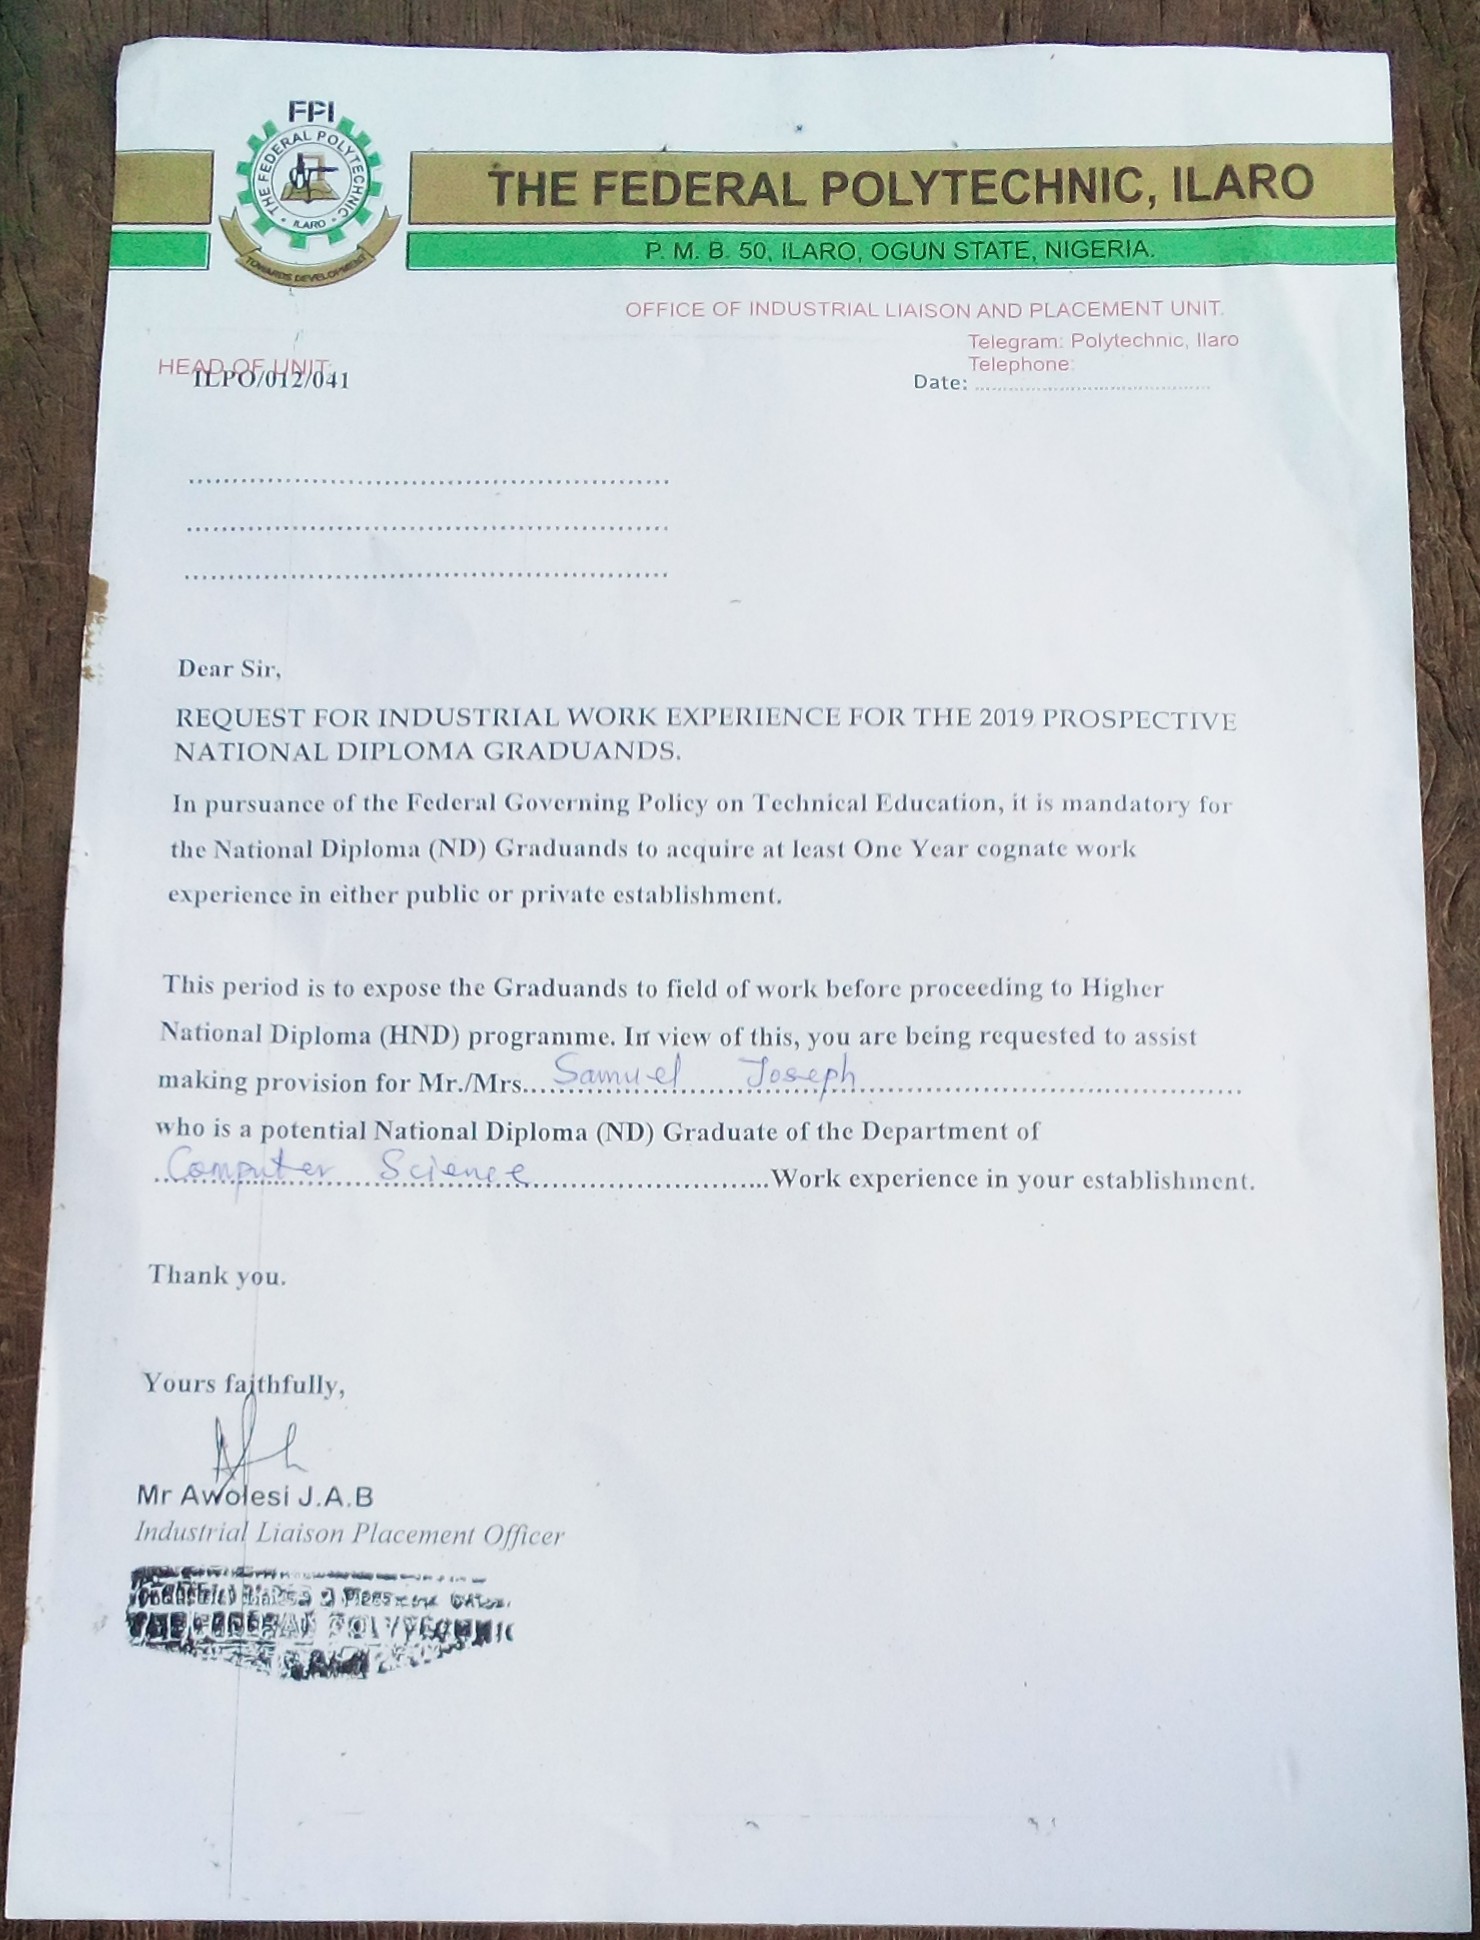 FPI
THE FEDERAL POLYTECHNIC
ILARO
TOWARDS DEVELOPMENT
THE FEDERAL POLYTECHNIC, ILARO
P. M. B. 50, ILARO, OGUN STATE, NIGERIA.
OFFICE OF INDUSTRIAL LIAISON AND PLACEMENT UNIT.
Telegram: Polytechnic, Ilaro
HEAD OF UNIT:
Telephone:
ILPO/012/041
Date: ................................................
............................................................
............................................................
............................................................
Dear Sir,
REQUEST FOR INDUSTRIAL WORK EXPERIENCE FOR THE 2019 PROSPECTIVE
NATIONAL DIPLOMA GRADUANDS.
In pursuance of the Federal Governing Policy on Technical Education, it is mandatory for
the National Diploma (ND) Graduands to acquire at least One Year cognate work
experience in either public or private establishment.
This period is to expose the Graduands to field of work before proceeding to Higher
National Diploma (HND) programme. In view of this, you are being requested to assist
making provision for Mr./Mrs....Samuel Joseph................................
who is a potential National Diploma (ND) Graduate of the Department of
Computer Science..............................Work experience in your establishment.
Thank you.
Yours faithfully,
Mr Awolesi J.A.B
Industrial Liaison Placement Officer
THE FEDERAL POLYTECHNIC